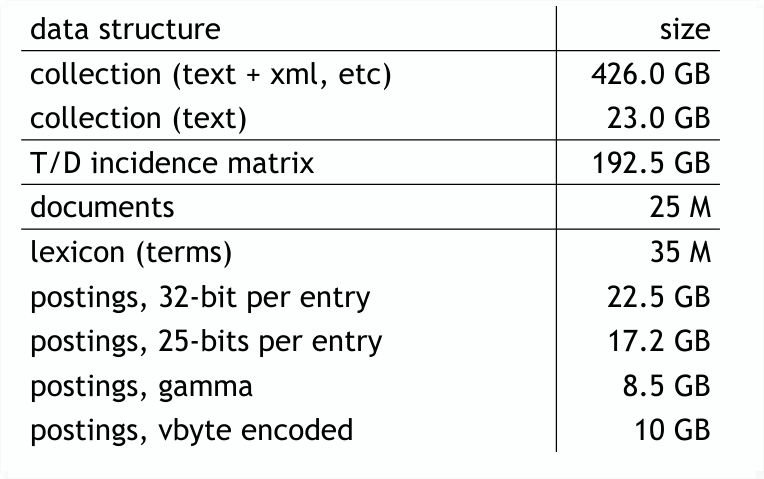 data structure size
collection (text + xml, etc) 426.0 GB
collection (text) 23.0 GB
T/D incidence matrix 192.5 GB
documents 25 M
lexicon (terms) 35 M
postings, 32-bit per entry 22.5 GB
postings, 25-bits per entry 17.2 GB
postings, gamma 8.5 GB
postings, vbyte encoded 10 GB